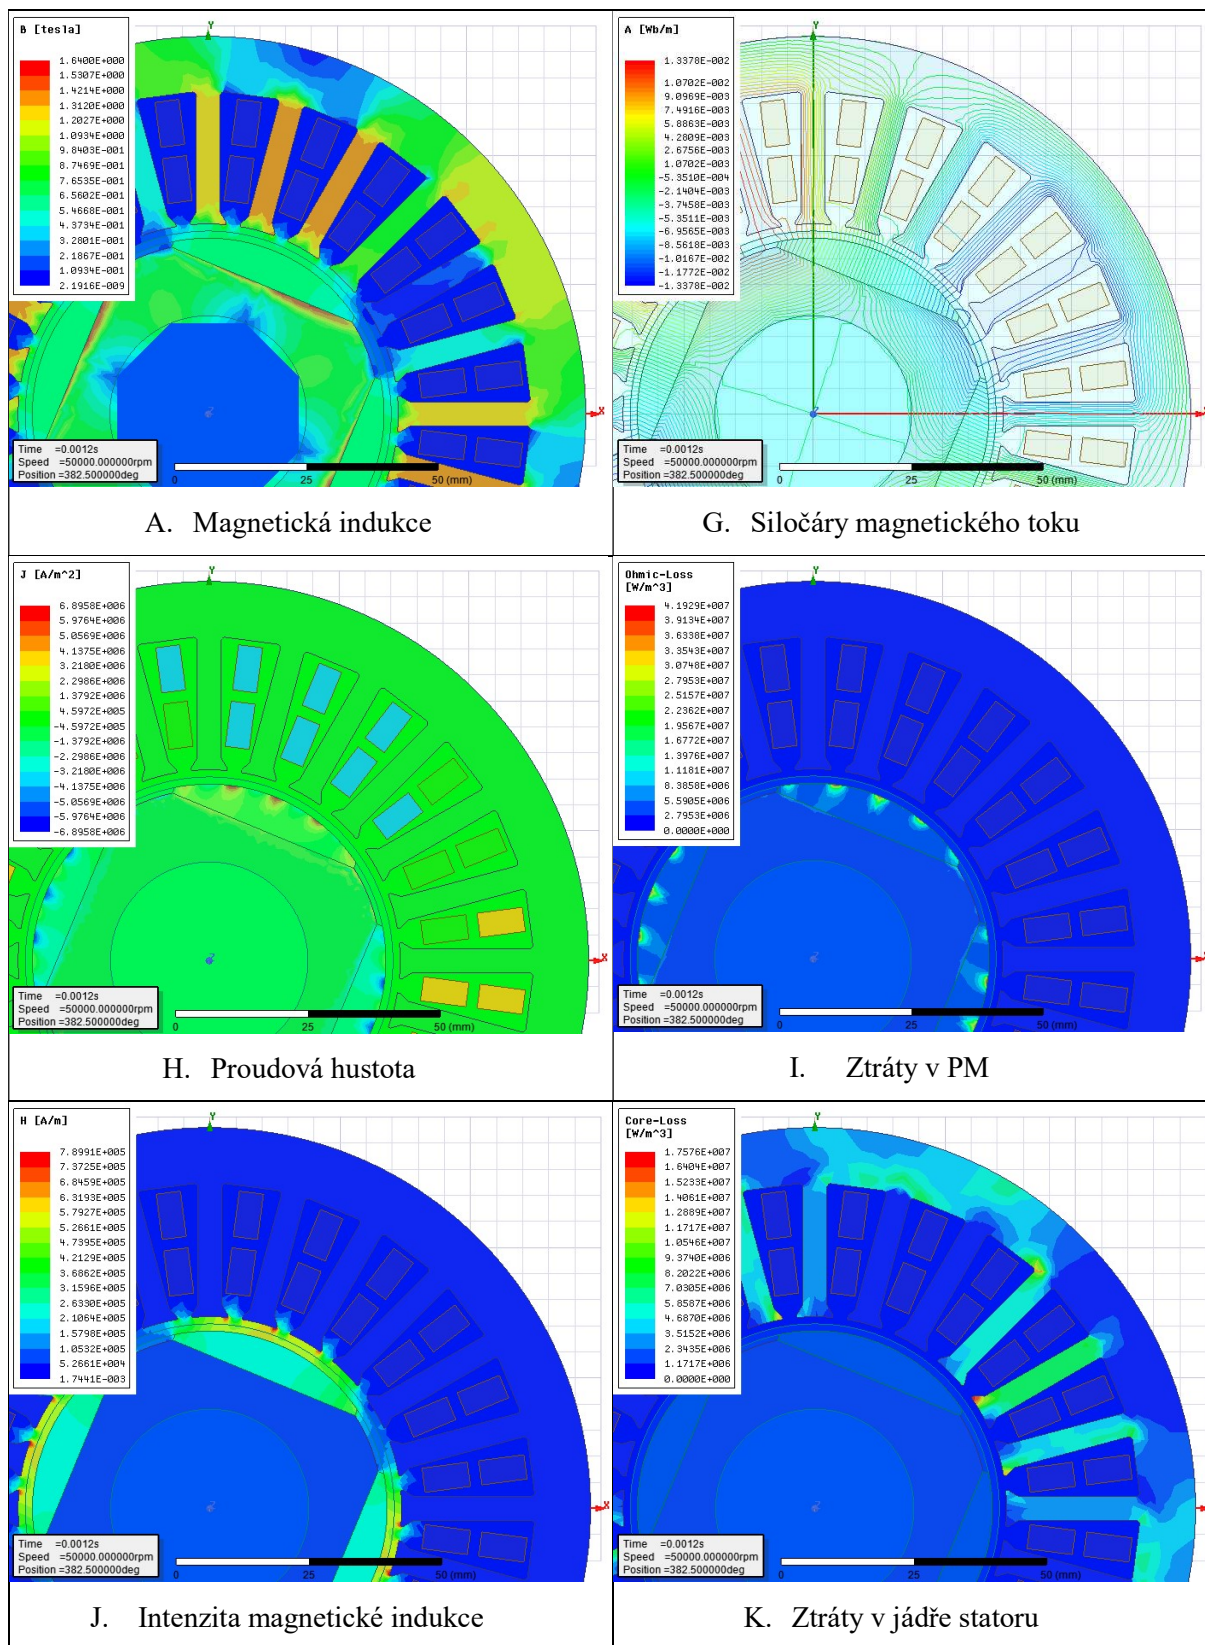 B [tesla]
1.6400E+000
1.5307E+000
1.4214E+000
1.3120E+000
1.2027E+000
1.0934E+000
9.8403E-001
8.7469E-001
7.6535E-001
6.5602E-001
5.4668E-001
4.3734E-001
3.2801E-001
2.1867E-001
1.0934E-001
2.1916E-009
Y
X
Z
Time =0.0012s
Speed =50000.000000rpm
Position =382.500000deg
0 25 50 (mm)
A. Magnetická indukce
A [Wb/m]
1.3378E-002
1.0702E-002
9.0969E-003
7.4916E-003
5.8863E-003
4.2809E-003
2.6756E-003
1.0702E-003
-5.3510E-004
-2.1404E-003
-3.7458E-003
-5.3511E-003
-6.9565E-003
-8.5618E-003
-1.0167E-002
-1.1772E-002
-1.3378E-002
Y
X
Z
Time =0.0012s
Speed =50000.000000rpm
Position =382.500000deg
0 25 50 (mm)
G. Siločáry magnetického toku
J [A/m^2]
6.8958E+006
5.9764E+006
5.0569E+006
4.1375E+006
3.2180E+006
2.2986E+006
1.3792E+006
4.5972E+005
-4.5972E+005
-1.3792E+006
-2.2986E+006
-3.2180E+006
-4.1375E+006
-5.0569E+006
-5.9764E+006
-6.8958E+006
Y
X
Z
Time =0.0012s
Speed =50000.000000rpm
Position =382.500000deg
0 25 50 (mm)
H. Proudová hustota
Ohmic-Loss
[W/m^3]
4.1929E+007
3.9134E+007
3.6338E+007
3.3543E+007
3.0748E+007
2.7953E+007
2.5157E+007
2.2362E+007
1.9567E+007
1.6772E+007
1.3976E+007
1.1181E+007
8.3858E+006
5.5905E+006
2.7953E+006
0.0000E+000
Y
X
Z
Time =0.0012s
Speed =50000.000000rpm
Position =382.500000deg
0 25 50 (mm)
I. Ztráty v PM
H [A/m]
7.8991E+005
7.3725E+005
6.8459E+005
6.3193E+005
5.7927E+005
5.2661E+005
4.7395E+005
4.2129E+005
3.6862E+005
3.1596E+005
2.6330E+005
2.1064E+005
1.5798E+005
1.0532E+005
5.2661E+004
1.7441E-003
Y
X
Z
Time =0.0012s
Speed =50000.000000rpm
Position =382.500000deg
0 25 50 (mm)
J. Intenzita magnetické indukce
Core-Loss
[W/m^3]
1.7576E+007
1.6404E+007
1.5233E+007
1.4061E+007
1.2889E+007
1.1717E+007
1.0546E+007
9.3740E+006
8.2022E+006
7.0305E+006
5.8587E+006
4.6870E+006
3.5152E+006
2.3435E+006
1.1717E+006
0.0000E+000
Y
X
Z
Time =0.0012s
Speed =50000.000000rpm
Position =382.500000deg
0 25 50 (mm)
K. Ztráty v jádře statoru